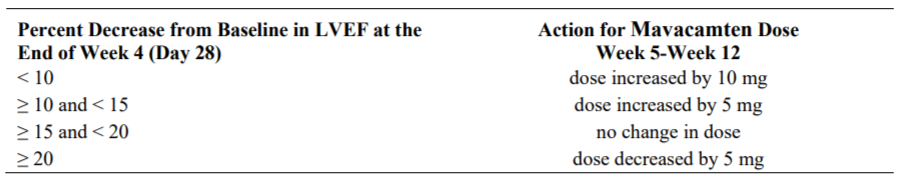 Percent Decrease from Baseline in LVEF at the Action for Mavacamten Dose
End of Week 4 (Day 28) Week 5-Week 12
< 10 dose increased by 10 mg
≥ 10 and < 15 dose increased by 5 mg
≥ 15 and < 20 no change in dose
≥ 20 dose decreased by 5 mg